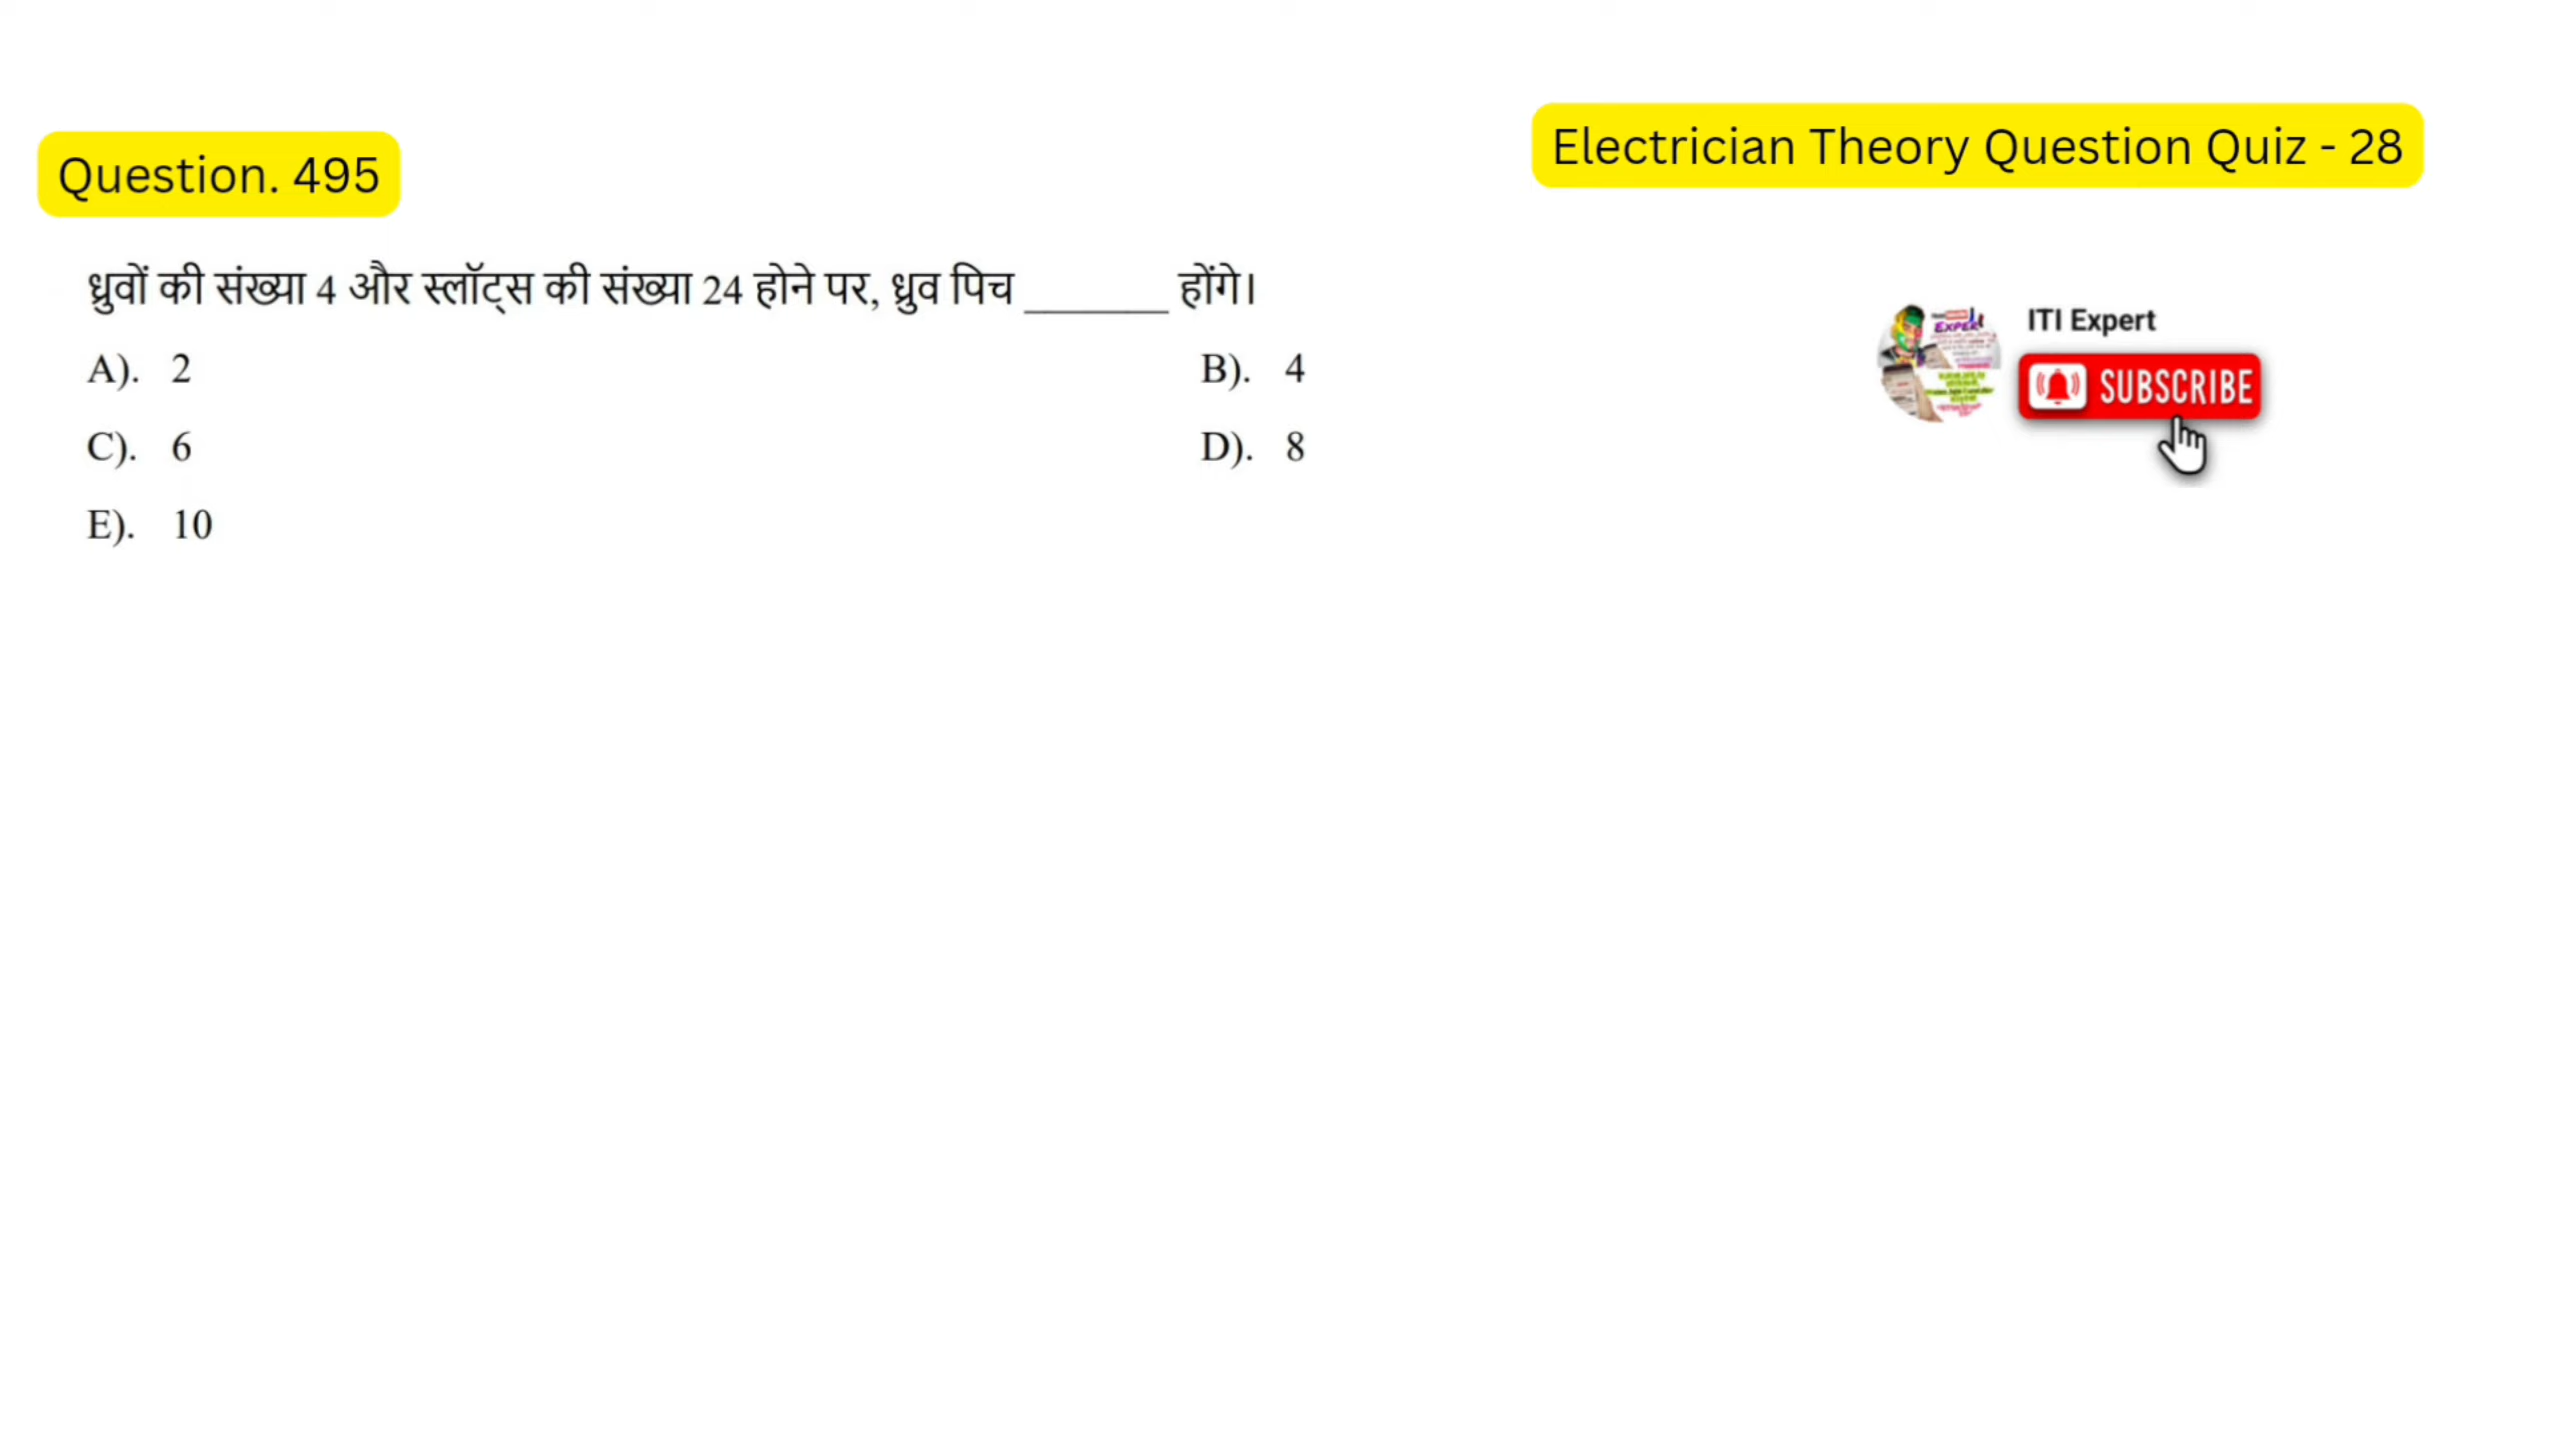 Electrician Theory Question Quiz - 28
Question. 495
ध्रुवों की संख्या 4 और स्लॉट्स की संख्या 24 होने पर, ध्रुव पिच _______ होंगे।
A). 2 B). 4
C). 6 D). 8
E). 10
ITI Expert
SUBSCRIBE